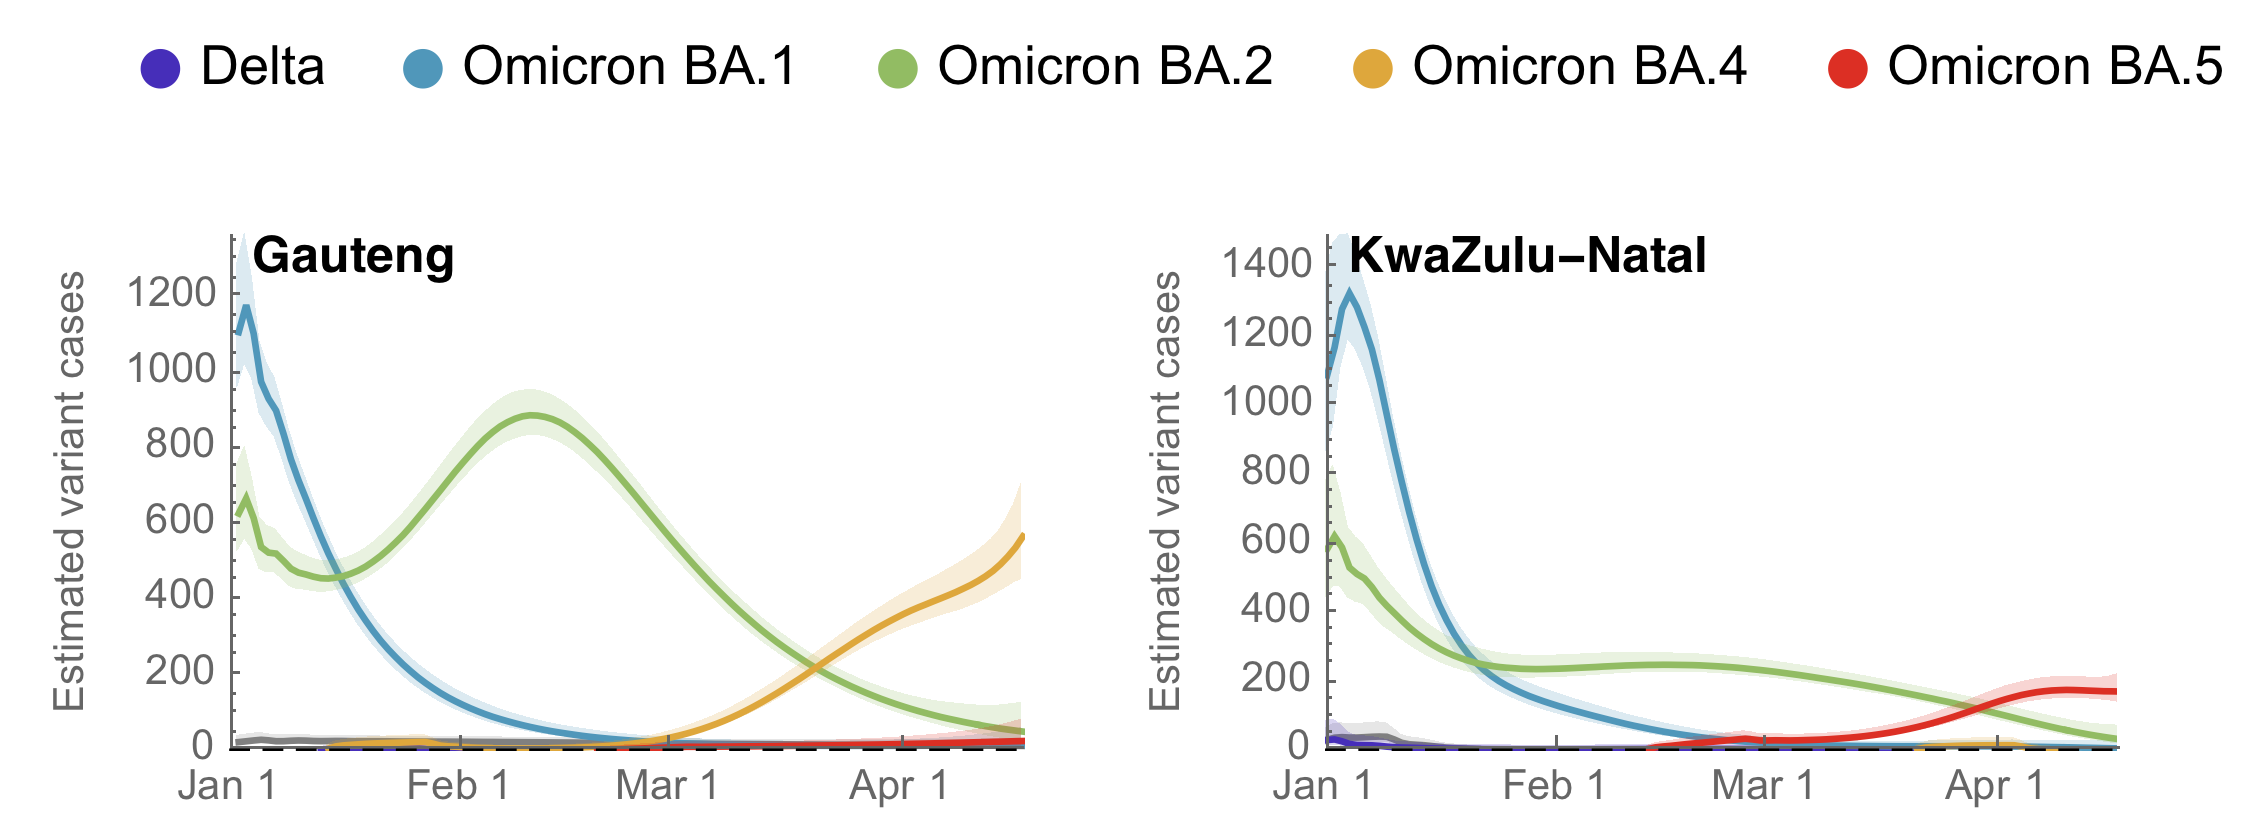 Delta Omicron BA.1 Omicron BA.2 Omicron BA.4 Omicron BA.5
Gauteng
Estimated variant cases
1200
1000
800
600
400
200
0
Jan 1 Feb 1 Mar 1 Apr 1
KwaZulu–Natal
Estimated variant cases
1400
1200
1000
800
600
400
200
0
Jan 1 Feb 1 Mar 1 Apr 1